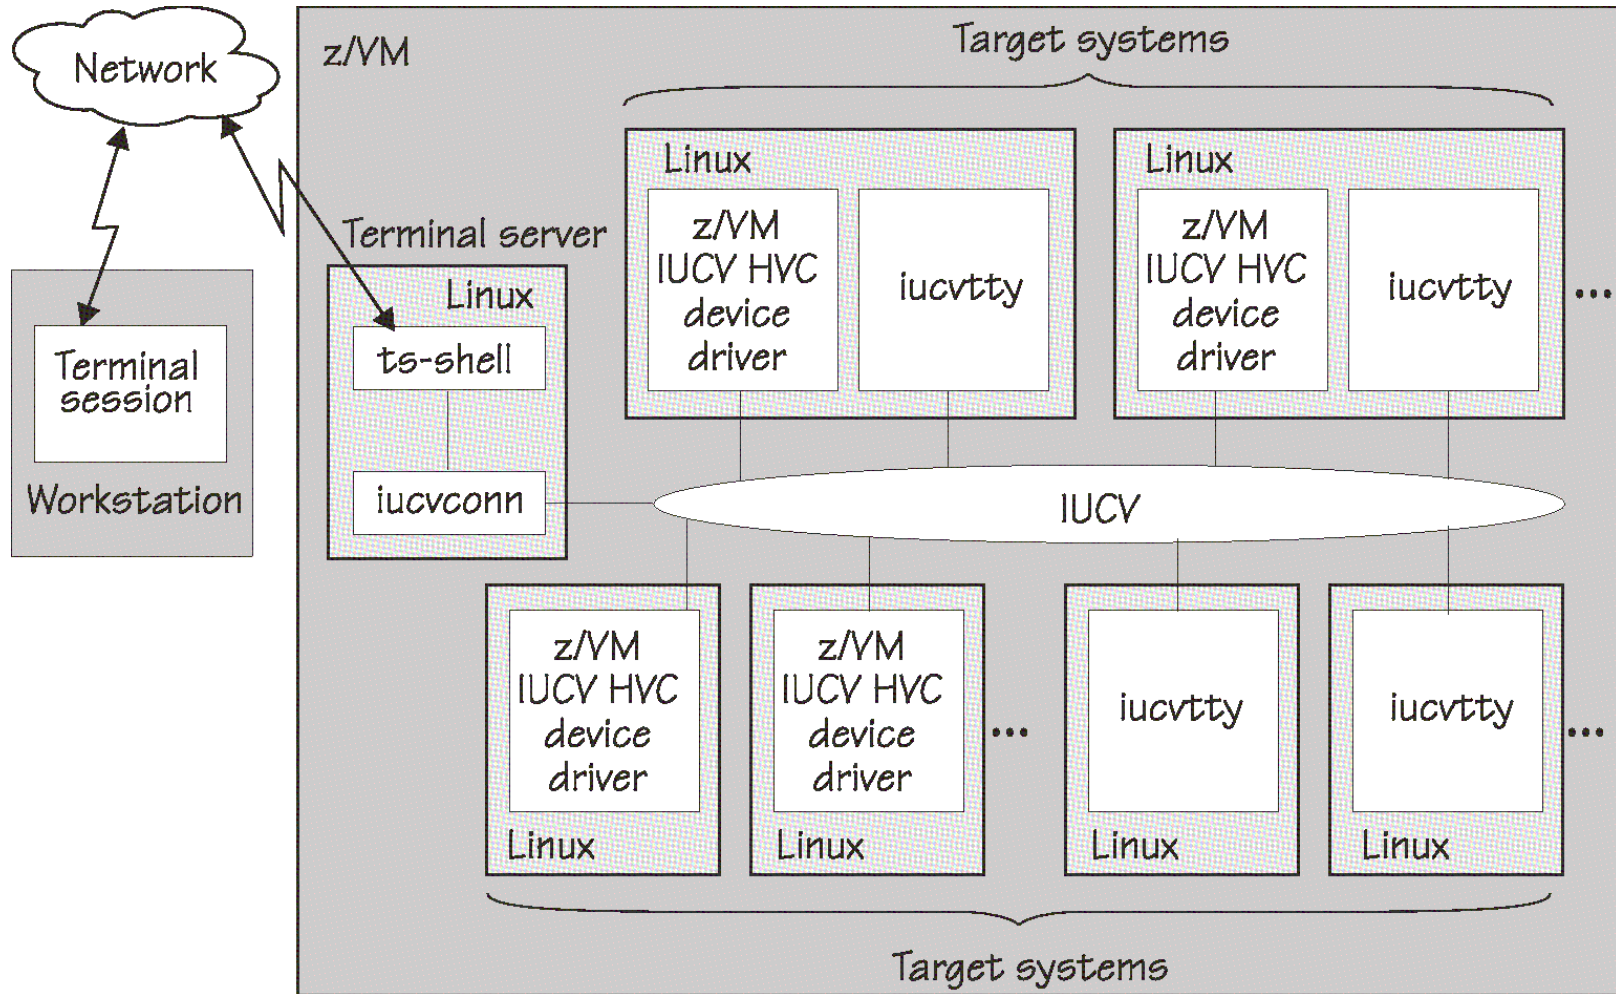 Network
z/VM
Target systems
Linux
z/VM
IUCV HVC
device
driver
iucvtty
Linux
z/VM
IUCV HVC
device
driver
iucvtty
...
Terminal server
Linux
ts-shell
iucvconn
Terminal
session
Workstation
IUCV
z/VM
IUCV HVC
device
driver
Linux
z/VM
IUCV HVC
device
driver
Linux
...
iucvtty
Linux
iucvtty
Linux
...
Target systems